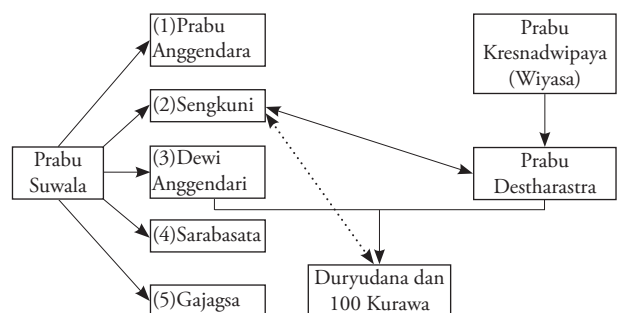 (1)Prabu
Anggendara
Prabu
Kresnadwipaya
(Wiyasa)
(2)Sengkuni
Prabu
Suwala
(3)Dewi
Anggendari
Prabu
Destharastra
(4)Sarabasata
(5)Gajagsa
Duryudana dan
100 Kurawa